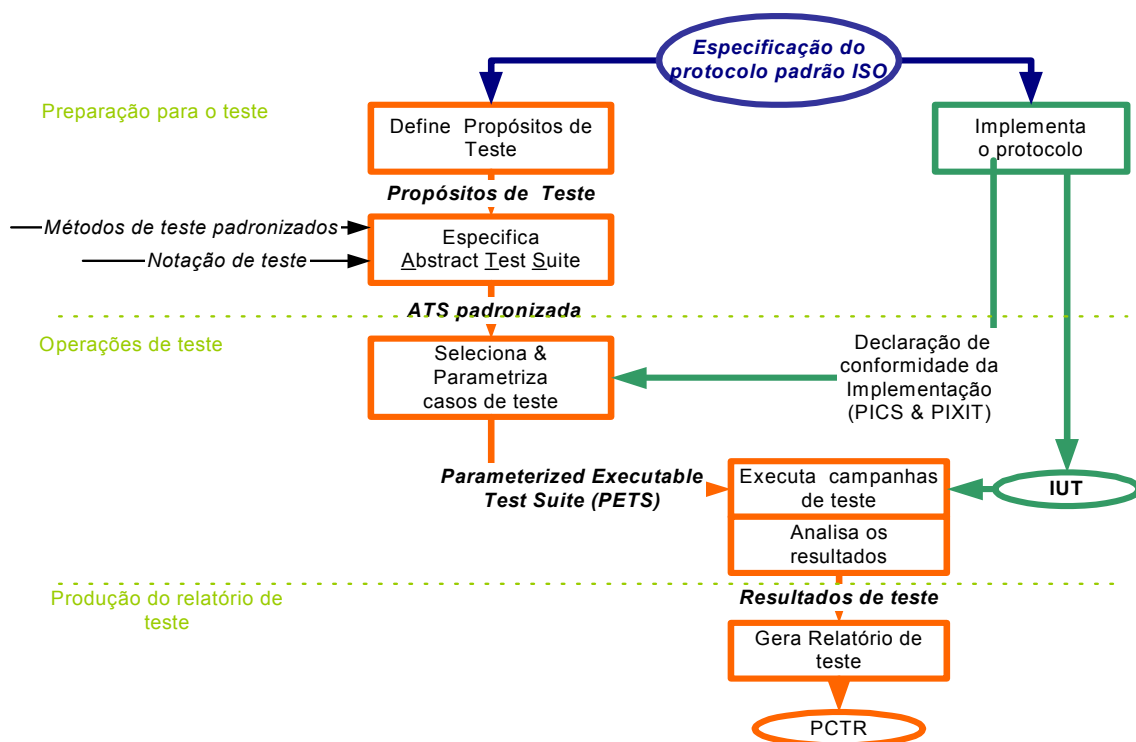 Especificação do
protocolo padrão ISO
Preparação para o teste
Define Propósitos de
Teste
Implementa
o protocolo
Propósitos de Teste
Métodos de teste padronizados
Notação de teste
Especifica
Abstract Test Suite
ATS padronizada
Operações de teste
Seleciona &
Parametriza
casos de teste
Declaração de
conformidade da
Implementação
(PICS & PIXIT)
Parameterized Executable
Test Suite (PETS)
Executa campanhas
de teste
IUT
Analisa os
resultados
Produção do relatório de
teste
Resultados de teste
Gera Relatório de
teste
PCTR